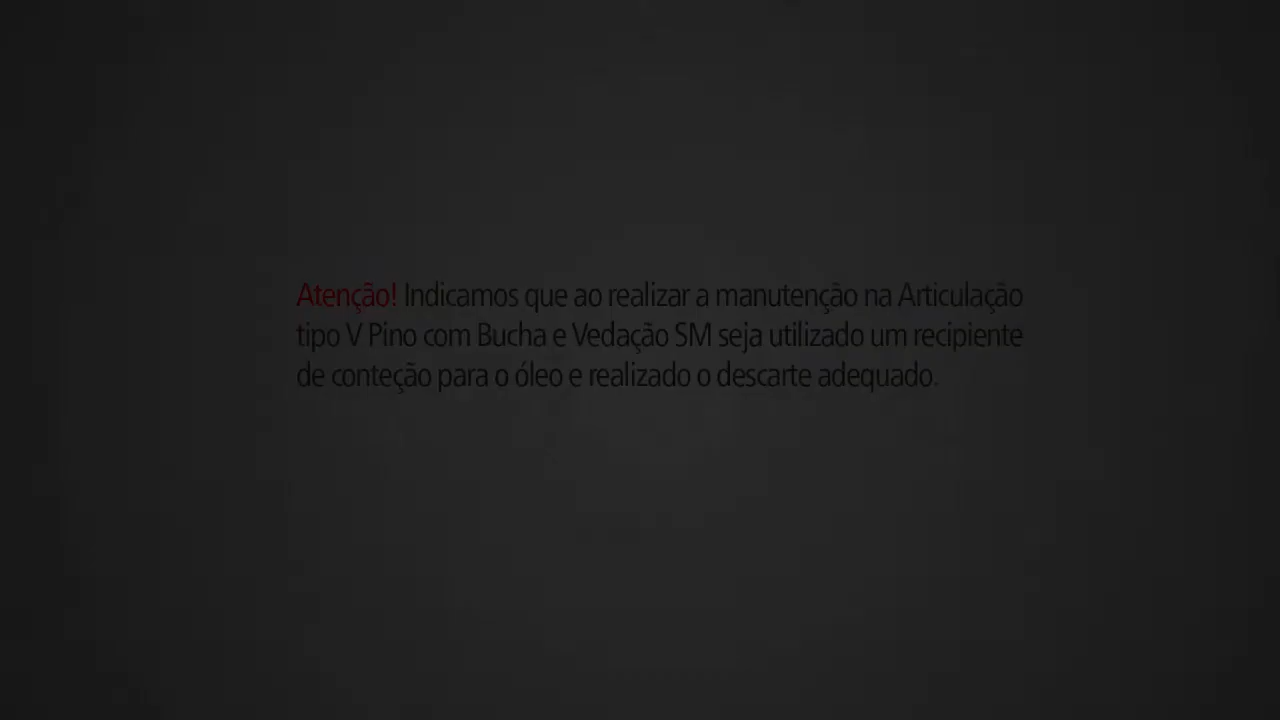 Atenção! Indicamos que ao realizar a manutenção na Articulação
tipo V Pino com Bucha e Vedação SM seja utilizado um recipiente
de conteção para o óleo e realizado o descarte adequado.